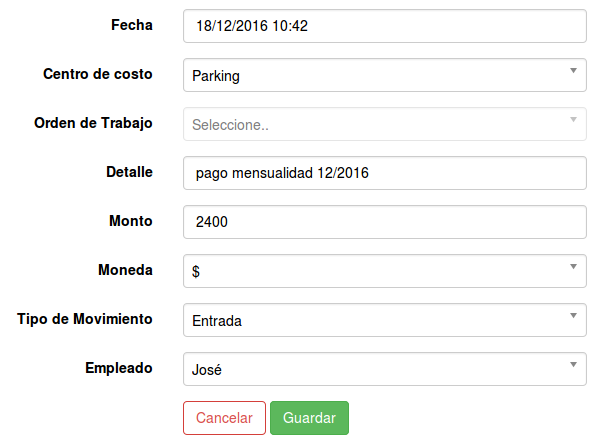 Fecha 18/12/2016 10:42
Centro de costo Parking
Orden de Trabajo Seleccione..
Detalle pago mensualidad 12/2016
Monto 2400
Moneda $
Tipo de Movimiento Entrada
Empleado José
Cancelar Guardar